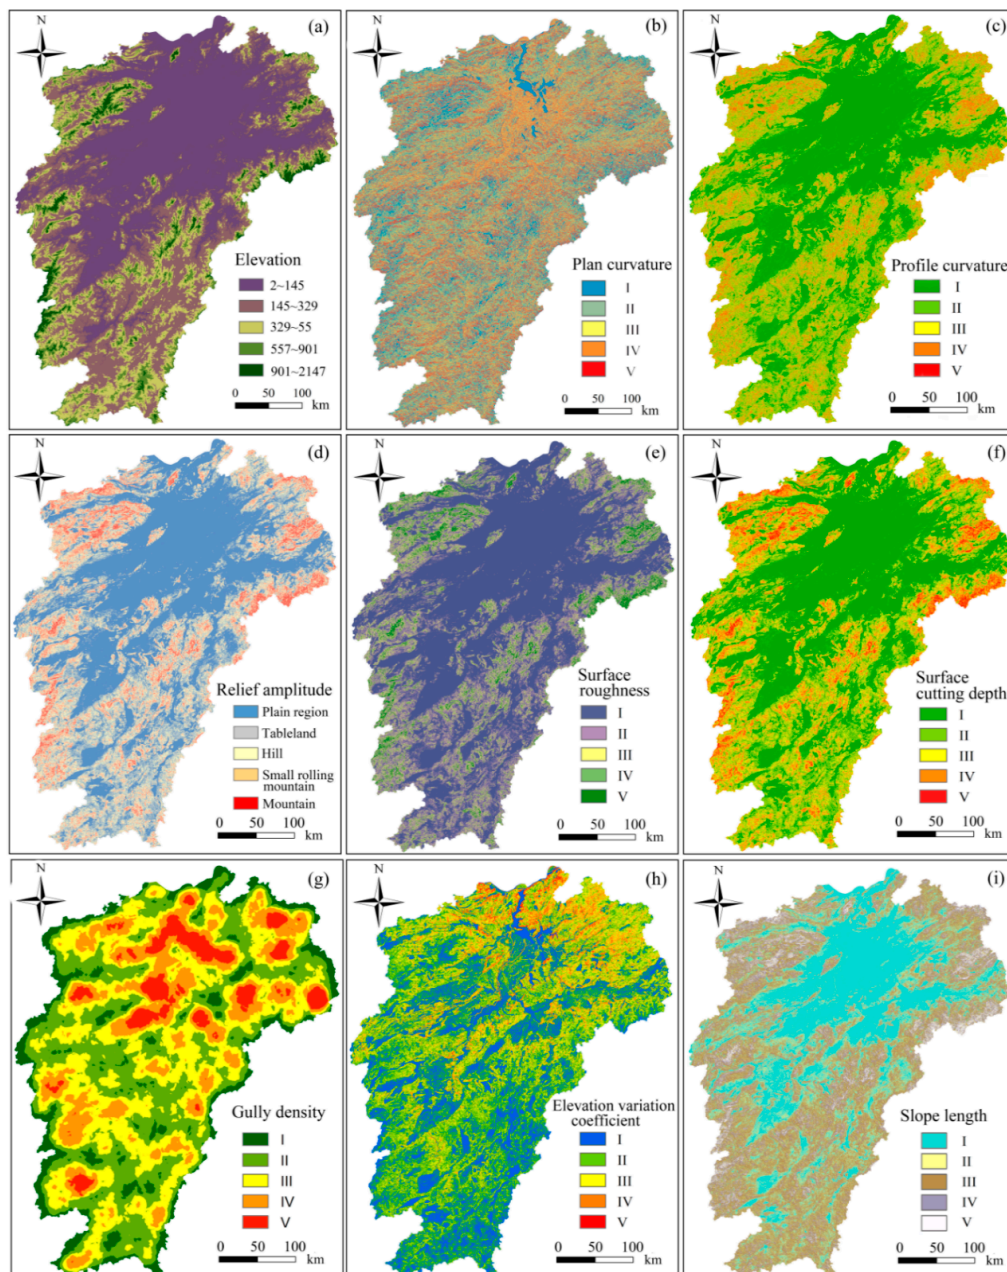 N
(a)
Elevation
2~145
145~329
329~55
557~901
901~2147
0 50 100
km
(b)
N
Plan curvature
I
II
III
IV
V
0 50 100
km
(c)
N
Profile curvature
I
II
III
IV
V
0 50 100
km
(d)
N
Relief amplitude
Plain region
Tableland
Hill
Small rolling
mountain
Mountain
0 50 100
km
(e)
N
Surface
roughness
I
II
III
IV
V
0 50 100
km
(f)
N
Surface
cutting depth
I
II
III
IV
V
0 50 100
km
(g)
N
Gully density
I
II
III
IV
V
0 50 100
km
(h)
N
Elevation variation
coefficient
I
II
III
IV
V
0 50 100
km
(i)
N
Slope length
I
II
III
IV
V
0 50 100
km